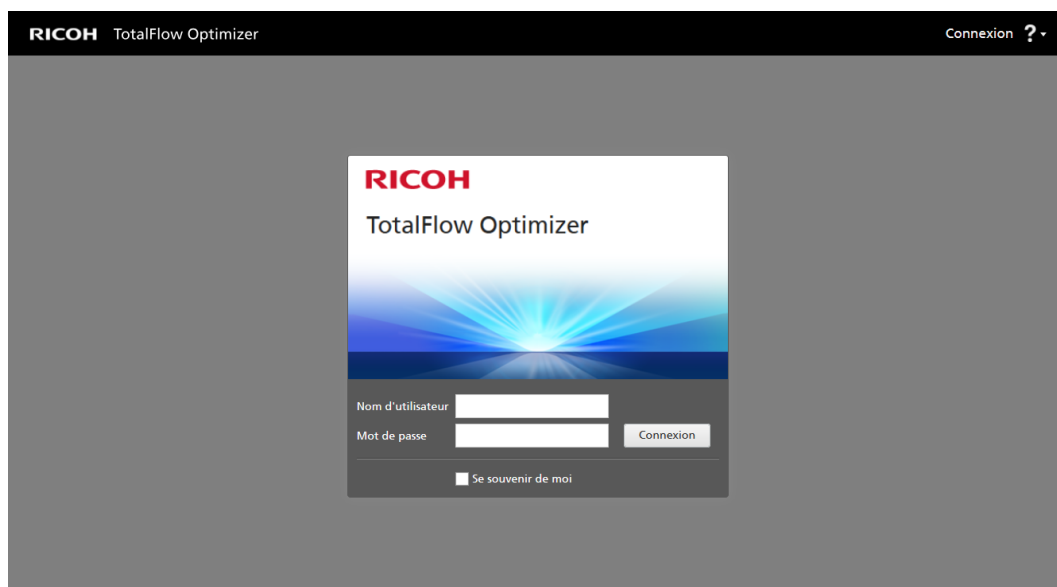 RICOH TotalFlow Optimizer Connexion ?
RICOH
TotalFlow Optimizer
Nom d'utilisateur
Mot de passe Connexion
Se souvenir de moi